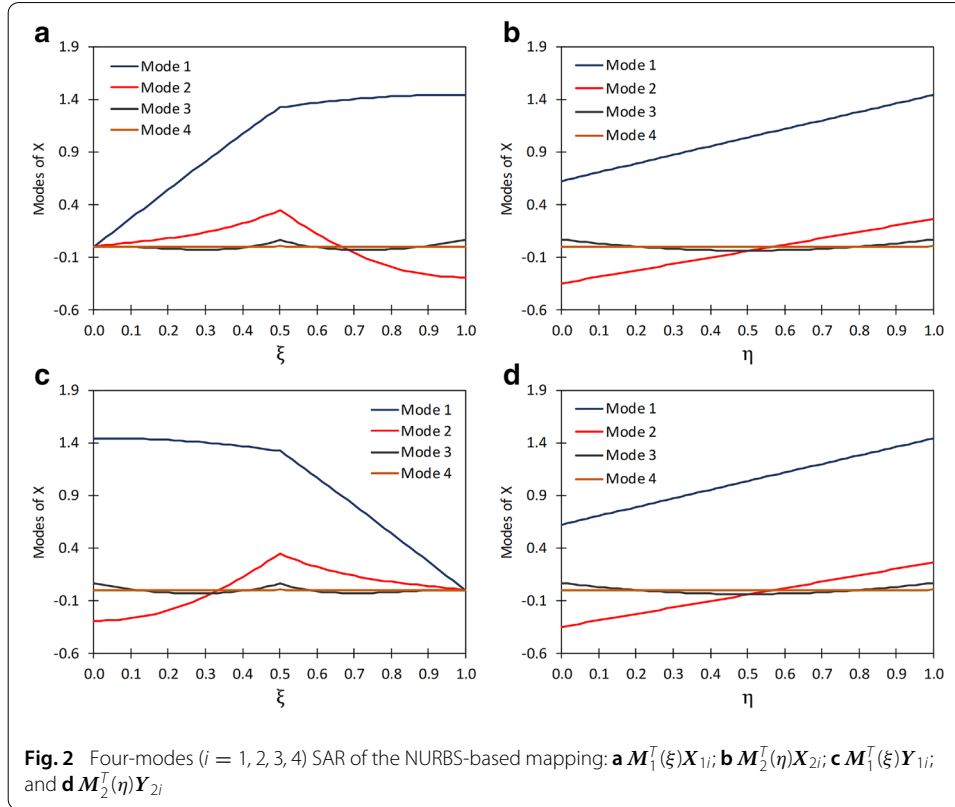 a
1.9
1.4
0.9
0.4
-0.1
-0.6
Modes of X
Mode 1
Mode 2
Mode 3
Mode 4
0.0 0.1 0.2 0.3 0.4 0.5 0.6 0.7 0.8 0.9 1.0
ξ
b
1.9
1.4
0.9
0.4
-0.1
-0.6
Modes of X
Mode 1
Mode 2
Mode 3
Mode 4
0.0 0.1 0.2 0.3 0.4 0.5 0.6 0.7 0.8 0.9 1.0
η
c
1.9
1.4
0.9
0.4
-0.1
-0.6
Modes of X
Mode 1
Mode 2
Mode 3
Mode 4
0.0 0.1 0.2 0.3 0.4 0.5 0.6 0.7 0.8 0.9 1.0
ξ
d
1.9
1.4
0.9
0.4
-0.1
-0.6
Modes of X
Mode 1
Mode 2
Mode 3
Mode 4
0.0 0.1 0.2 0.3 0.4 0.5 0.6 0.7 0.8 0.9 1.0
η
Fig. 2 Four-modes (i = 1, 2, 3, 4) SAR of the NURBS-based mapping: a M₁ᵀ(ξ)X₁ᵢ; b M₂ᵀ(η)X₂ᵢ; c M₁ᵀ(ξ)Y₁ᵢ;
and d M₂ᵀ(η)Y₂ᵢ